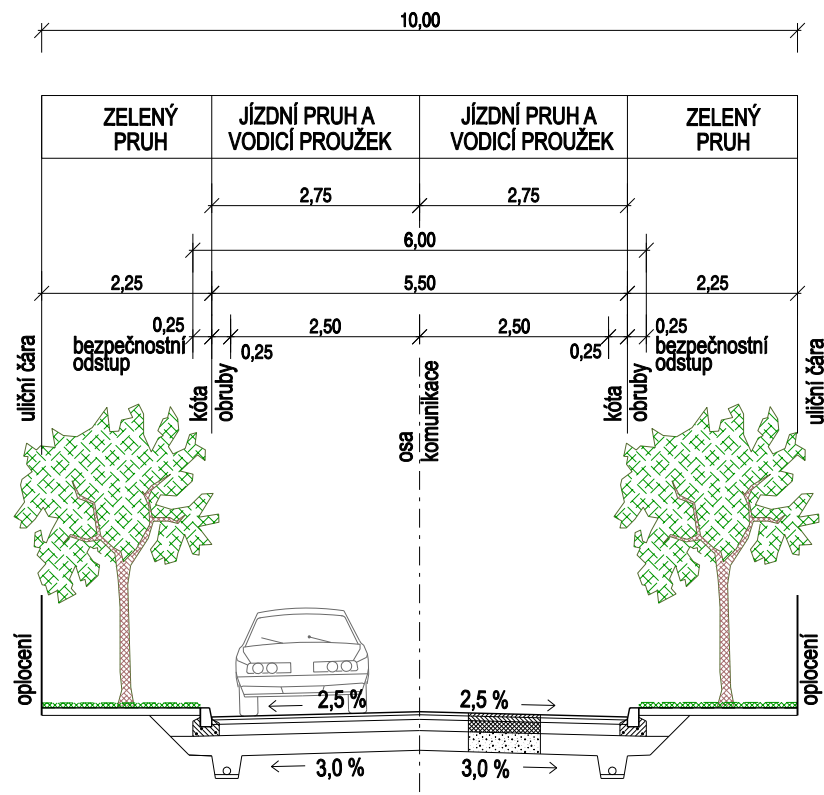 10,00
ZELENÝ
PRUH
JÍZDNÍ PRUH A
VODICÍ PROUŽEK
JÍZDNÍ PRUH A
VODICÍ PROUŽEK
ZELENÝ
PRUH
2,75
2,75
6,00
2,25
5,50
2,25
0,25
2,50
2,50
0,25
bezpečnostní
odstup
0,25
0,25
bezpečnostní
odstup
uliční čára
kóta
obruby
osa
komunikace
kóta
obruby
uliční čára
oplocení
oplocení
2,5 %
2,5 %
3,0 %
3,0 %